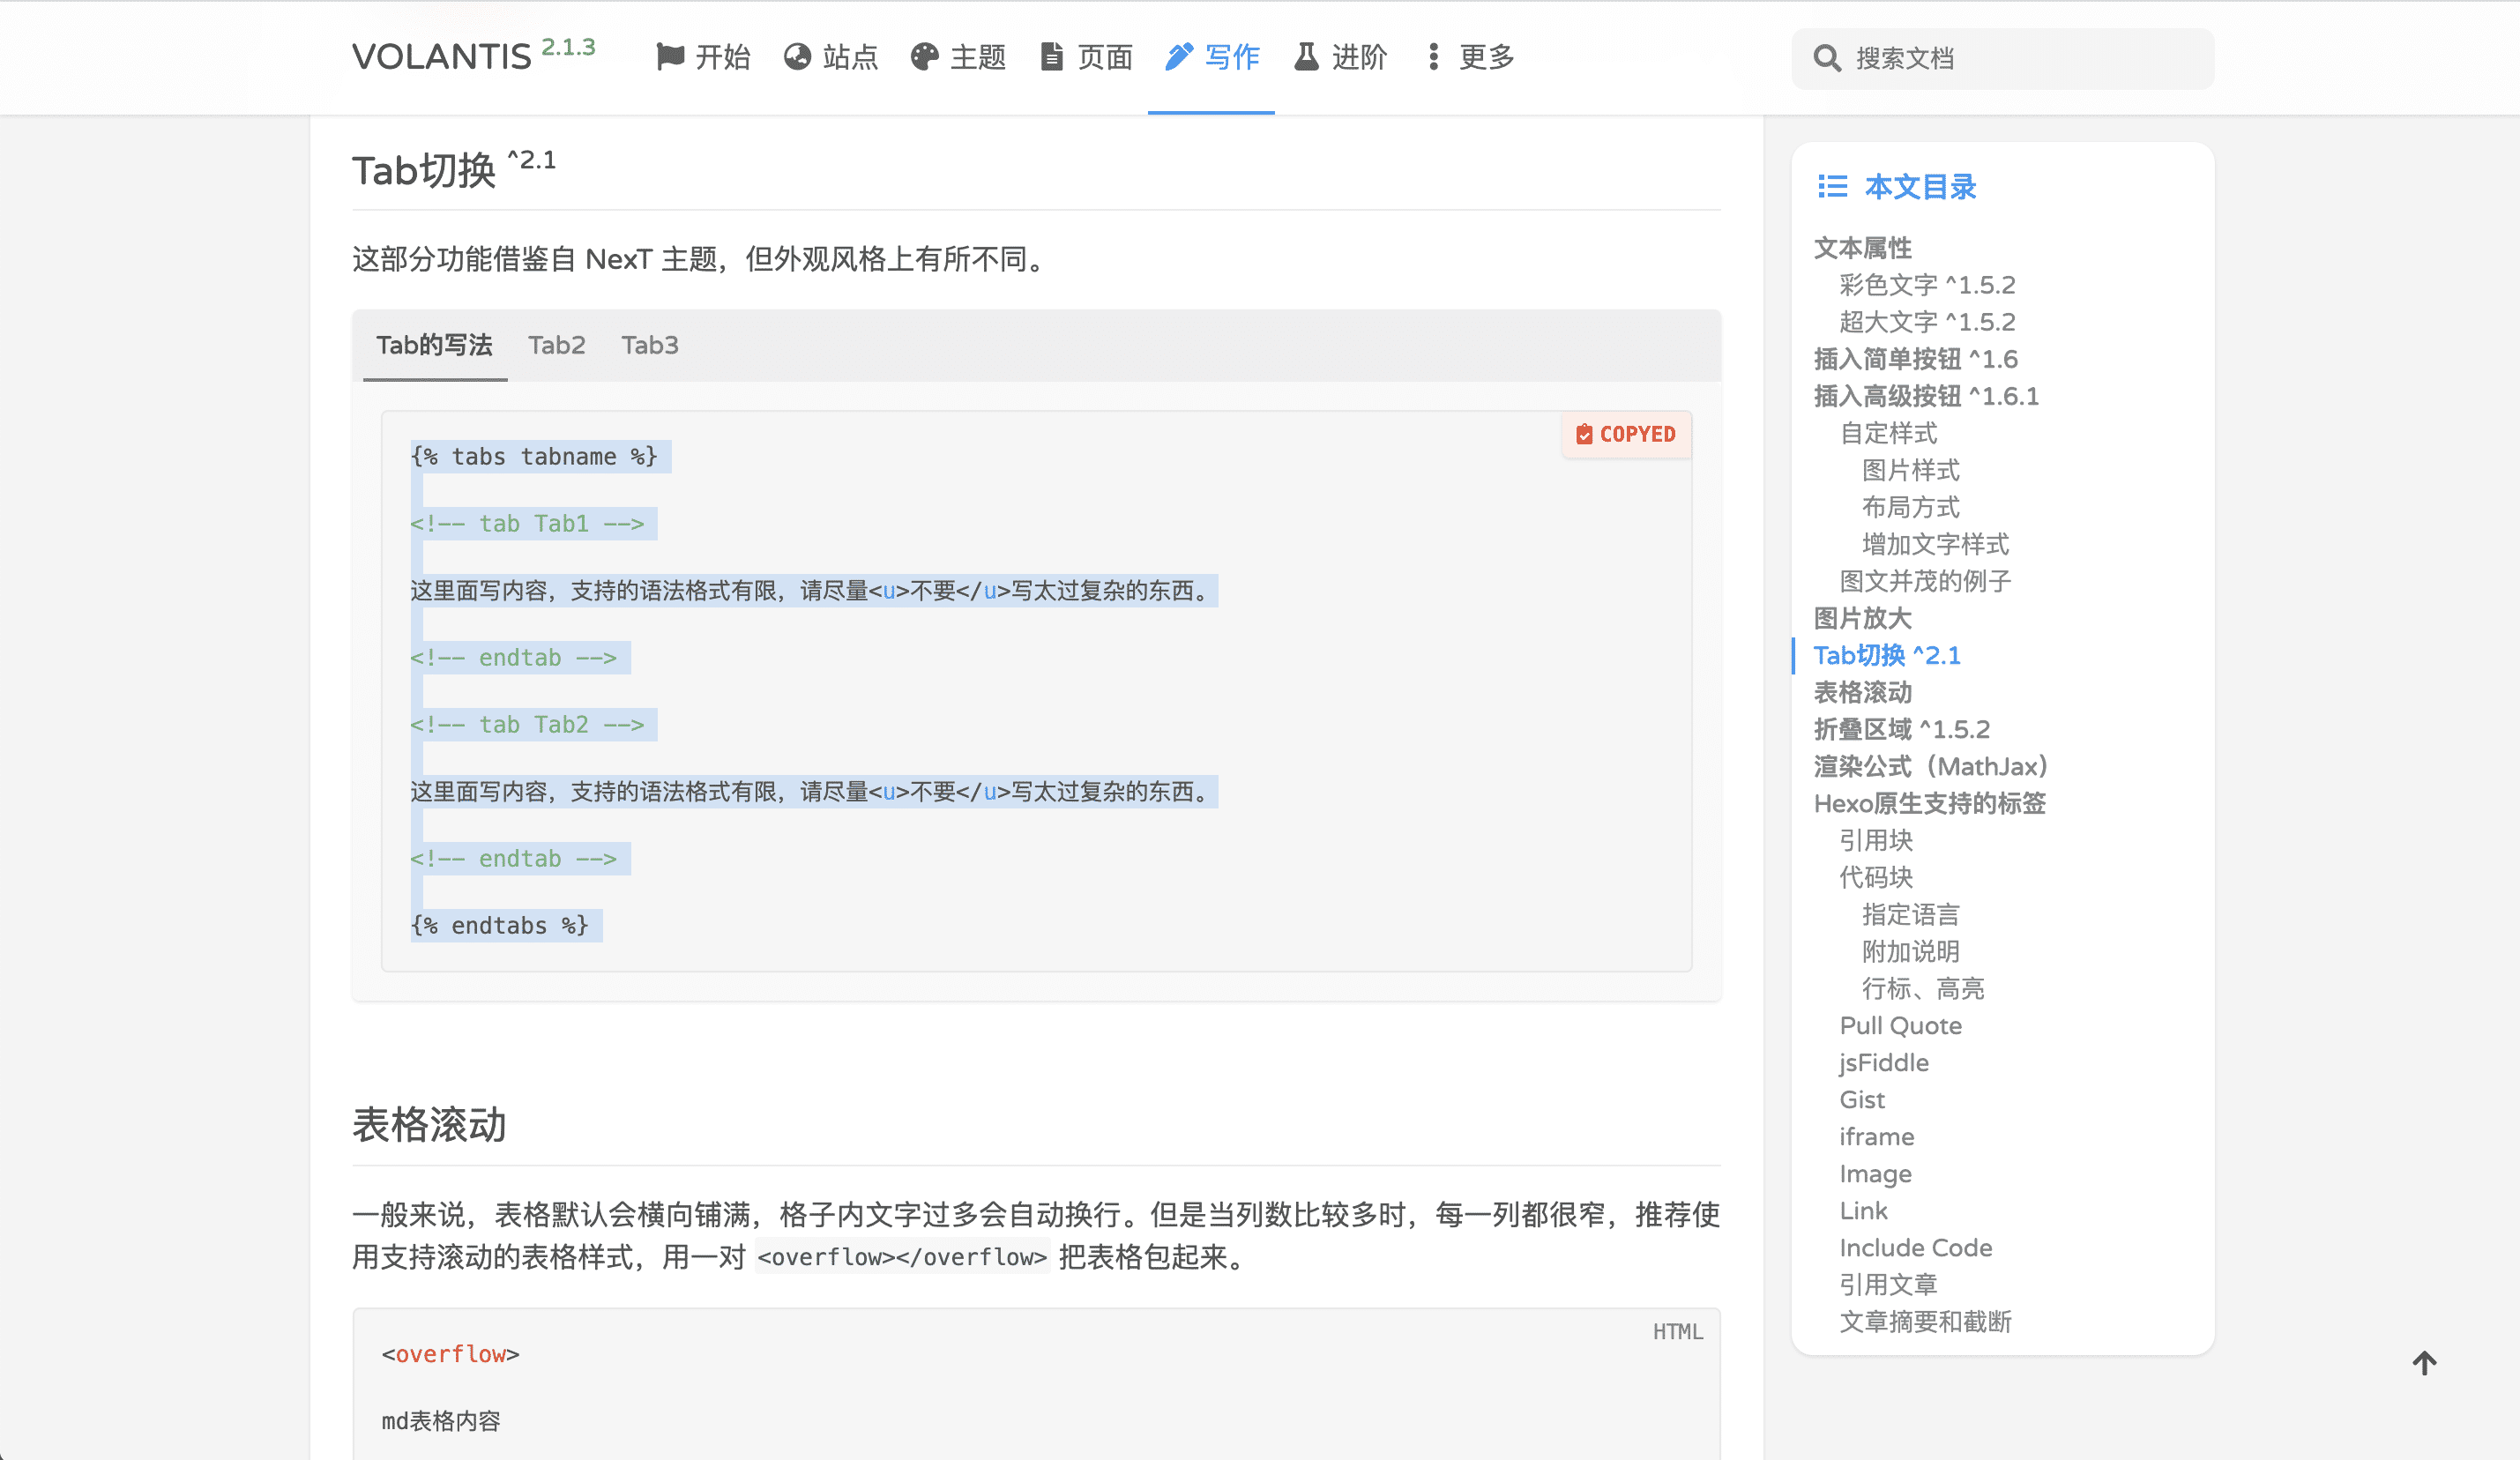 VOLANTIS 2.1.3
开始
站点
主题
页面
写作
进阶
更多
搜索文档
Tab切换 ^2.1
这部分功能借鉴自 NexT 主题，但外观风格上有所不同。
Tab的写法 Tab2 Tab3
COPYED
{% tabs tabname %}
<!-- tab Tab1 -->
这里面写内容，支持的语法格式有限，请尽量<u>不要</u>写太过复杂的东西。
<!-- endtab -->
<!-- tab Tab2 -->
这里面写内容，支持的语法格式有限，请尽量<u>不要</u>写太过复杂的东西。
<!-- endtab -->
{% endtabs %}
表格滚动
一般来说，表格默认会横向铺满，格子内文字过多会自动换行。但是当列数比较多时，每一列都很窄，推荐使
用支持滚动的表格样式，用一对 <overflow></overflow> 把表格包起来。
HTML
<overflow>
md表格内容
本文目录
文本属性
彩色文字 ^1.5.2
超大文字 ^1.5.2
插入简单按钮 ^1.6
插入高级按钮 ^1.6.1
自定样式
图片样式
布局方式
增加文字样式
图文并茂的例子
图片放大
Tab切换 ^2.1
表格滚动
折叠区域 ^1.5.2
渲染公式（MathJax）
Hexo原生支持的标签
引用块
代码块
指定语言
附加说明
行标、高亮
Pull Quote
jsFiddle
Gist
iframe
Image
Link
Include Code
引用文章
文章摘要和截断